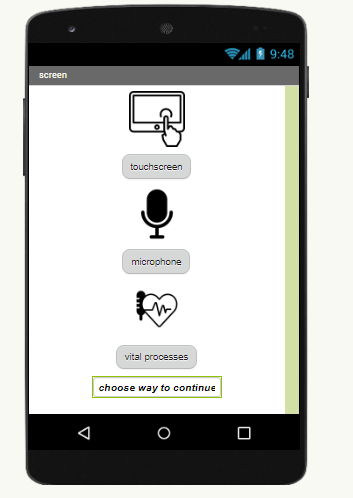 9:48
screen
touchscreen
microphone
vital processes
choose way to continue